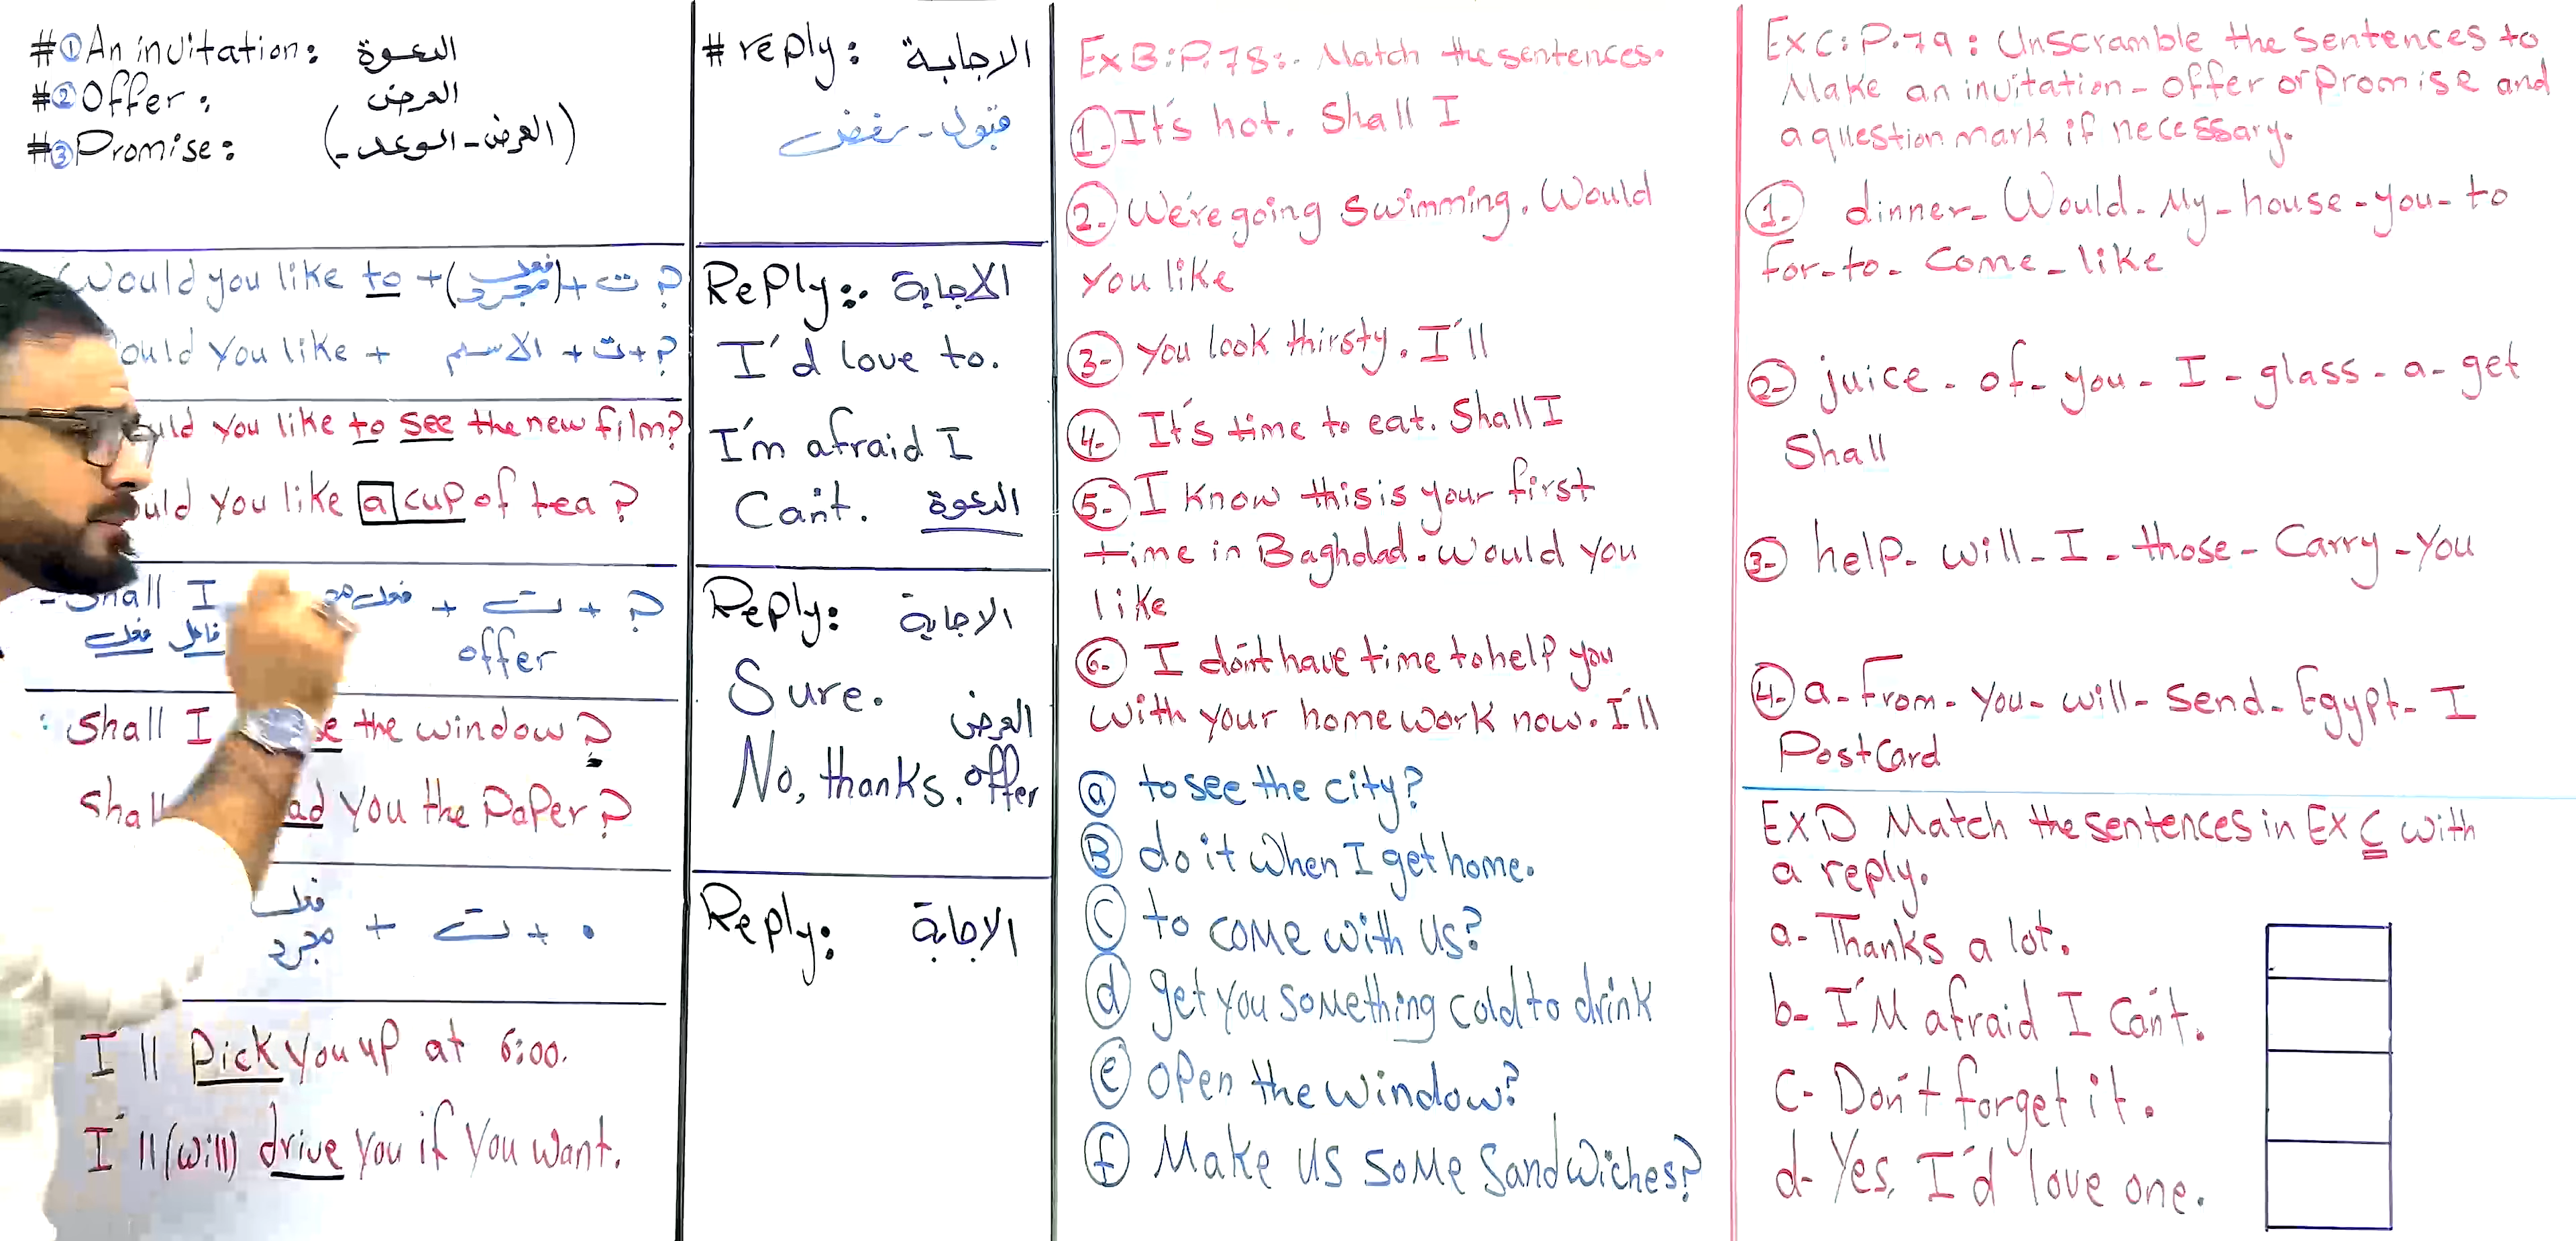 #① An invitation: الدعوة
#② Offer: العرض
#③ Promise: (العرض - الوعد-)
Would you like to + (فعل مجرد) + ت ?
ould you like + الاسم + ت + ?
uld you like to see the new film?
uld you like a cup of tea?
Shall I + ت + ?
فعل فاعل offer
Shall I se the window?
Shal ad you the Paper?
فعل مجرد + ت + .
I'll Pick you up at 6:00.
I'll (will) drive you if you want.
# reply: الاجابة
قبول - رفض
Reply: الاجابة
I'd love to.
I'm afraid I
Can't. الدعوة
Reply: الاجابة
Sure.
العرض
No, thanks. offer
Reply: الاجابة
Ex B: P.78: Match the sentences.
1. It's hot. Shall I
2. We're going swimming. Would
you like
3- you look thirsty. I'll
4. It's time to eat. Shall I
5- I know this is your first
time in Baghdad. Would you
like
6- I don't have time to help you
with your homework now. I'll
a to see the city?
B do it when I get home.
C to come with us?
d get you something cold to drink
e open the window?
f Make us some sandwiches?
Ex C: P.79: Unscramble the sentences to
Make an invitation - offer or promise and
a question mark if necessary.
1. dinner - Would - My - house - you - to
for - to - come - like
2- juice - of - you - I - glass - a - get
Shall
3- help - will - I - those - Carry - you
4- a - from - you - will - send - Egypt - I
Postcard
Ex D Match the sentences in Ex C with
a reply.
a- Thanks a lot.
b- I'M afraid I Can't.
C- Don't forget it.
d- Yes, I'd love one.